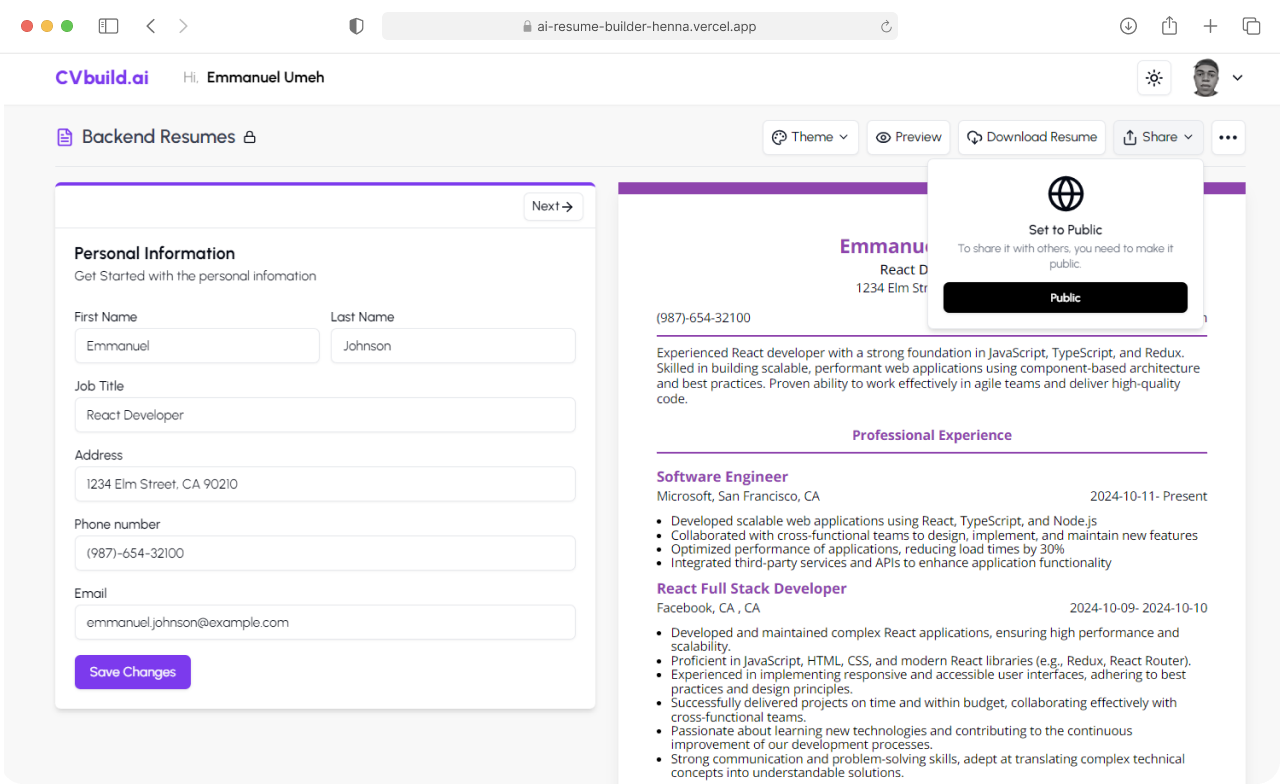 ai-resume-builder-henna.vercel.app
CVbuild.ai Hi. Emmanuel Umeh
Backend Resumes Theme Preview Download Resume Share
Next
Personal Information
Get Started with the personal infomation
First Name Last Name
Emmanuel Johnson
Job Title
React Developer
Address
1234 Elm Street, CA 90210
Phone number
(987)-654-32100
Email
emmanuel.johnson@example.com
Save Changes
Set to Public
To share it with others, you need to make it
public.
Public
React D
1234 Elm Str
(987)-654-32100
Experienced React developer with a strong foundation in JavaScript, TypeScript, and Redux.
Skilled in building scalable, performant web applications using component-based architecture
and best practices. Proven ability to work effectively in agile teams and deliver high-quality
code.
Professional Experience
Software Engineer
Microsoft, San Francisco, CA 2024-10-11- Present
• Developed scalable web applications using React, TypeScript, and Node.js
• Collaborated with cross-functional teams to design, implement, and maintain new features
• Optimized performance of applications, reducing load times by 30%
• Integrated third-party services and APIs to enhance application functionality
React Full Stack Developer
Facebook, CA , CA 2024-10-09- 2024-10-10
• Developed and maintained complex React applications, ensuring high performance and
scalability.
• Proficient in JavaScript, HTML, CSS, and modern React libraries (e.g., Redux, React Router).
• Experienced in implementing responsive and accessible user interfaces, adhering to best
practices and design principles.
• Successfully delivered projects on time and within budget, collaborating effectively with
cross-functional teams.
• Passionate about learning new technologies and contributing to the continuous
improvement of our development processes.
• Strong communication and problem-solving skills, adept at translating complex technical
concepts into understandable solutions.